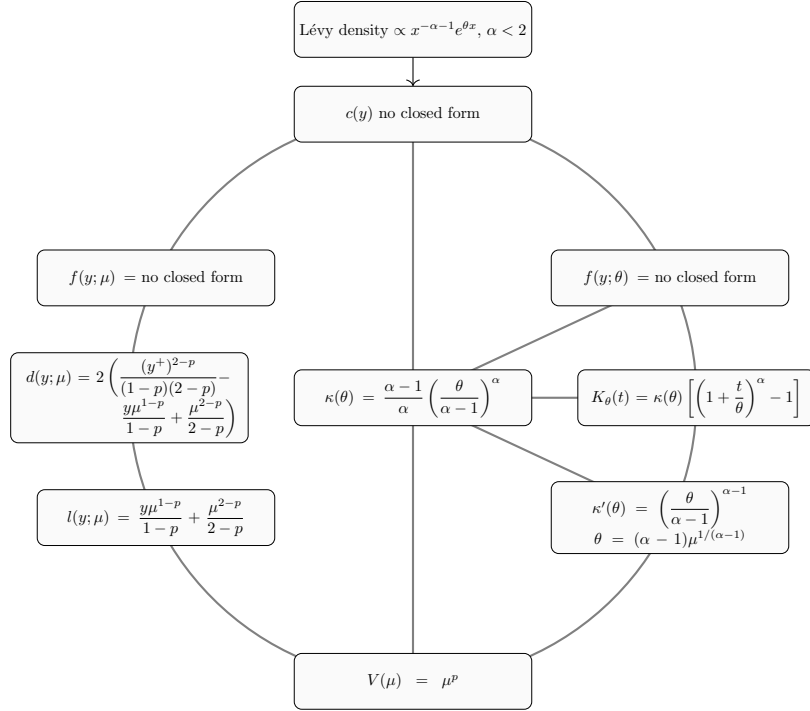 Lévy density ∝ x^{−α−1}e^{θx}, α < 2
c(y) no closed form
f(y; μ) = no closed form
f(y; θ) = no closed form
d(y; μ) = 2 ( (y⁺)^{2−p} / (1 − p)(2 − p) −
yμ^{1−p} / 1 − p + μ^{2−p} / 2 − p )
κ(θ) = α − 1 / α ( θ / α − 1 )^α
K_θ(t) = κ(θ) [ ( 1 + t / θ )^α − 1 ]
l(y; μ) = yμ^{1−p} / 1 − p + μ^{2−p} / 2 − p
κ′(θ) = ( θ / α − 1 )^{α−1}
θ = (α − 1)μ^{1/(α−1)}
V(μ) = μ^p